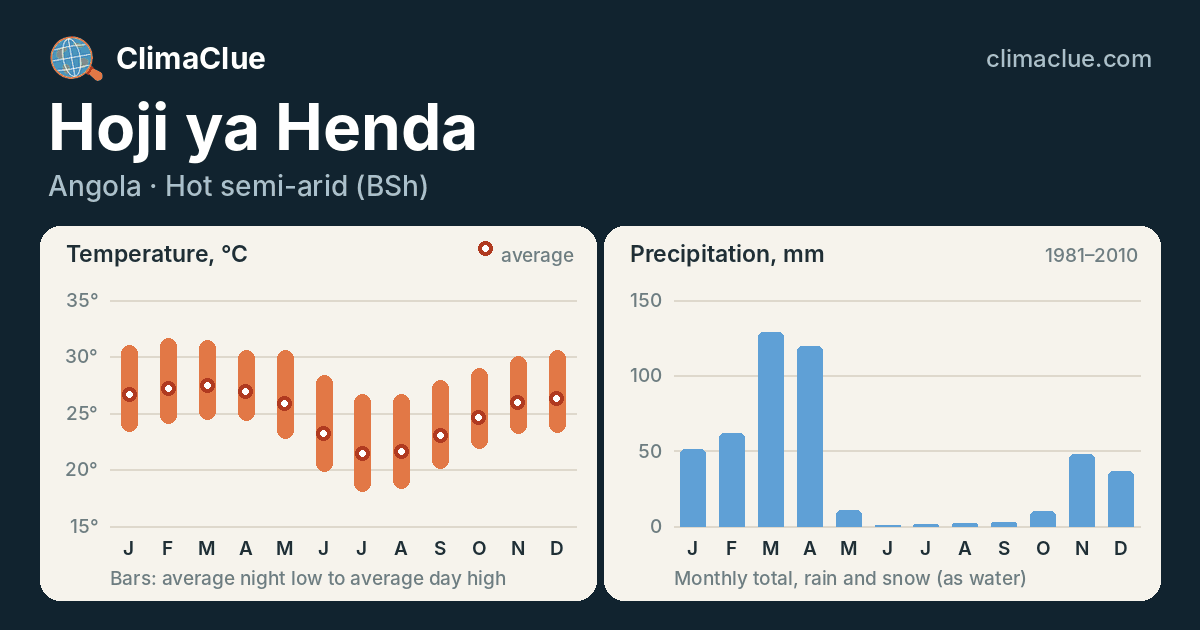 ClimaClue
climaclue.com
Hoji ya Henda
Angola · Hot semi-arid (BSh)
Temperature, °C
average
35°
30°
25°
20°
15°
J F M A M J J A S O N D
Bars: average night low to average day high
Precipitation, mm
1981–2010
150
100
50
0
J F M A M J J A S O N D
Monthly total, rain and snow (as water)